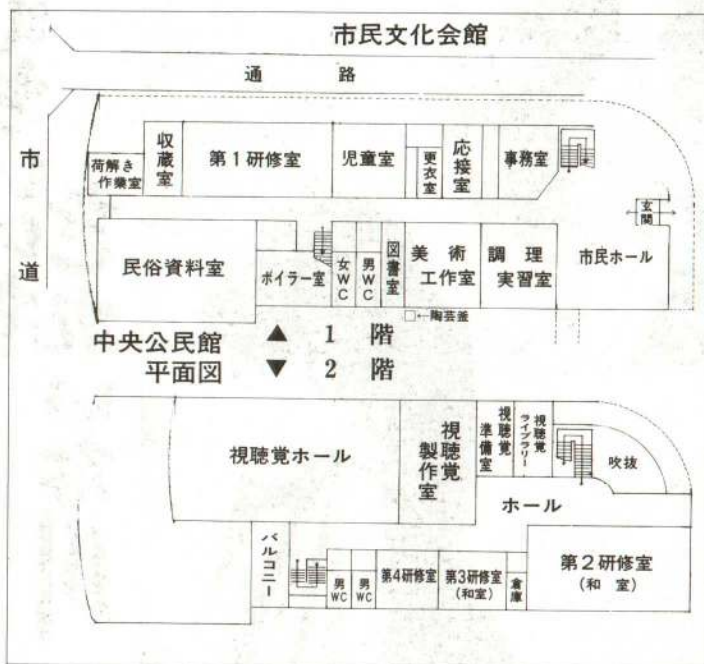 市民文化会館
通路
市道
荷解き
作業室
収蔵室
第1研修室
児童室
更衣室
応接室
事務室
玄関
民俗資料室
ボイラー室
女WC
男WC
図書室
美術
工作室
調理
実習室
市民ホール
□←陶芸釜
中央公民館 ▲ 1階
平面図 ▼ 2階
視聴覚ホール
視聴覚
製作室
視聴覚
準備室
視聴覚
ライブラリー
吹抜
ホール
バルコニー
男WC
男WC
第4研修室
第3研修室
(和室)
倉庫
第2研修室
(和室)